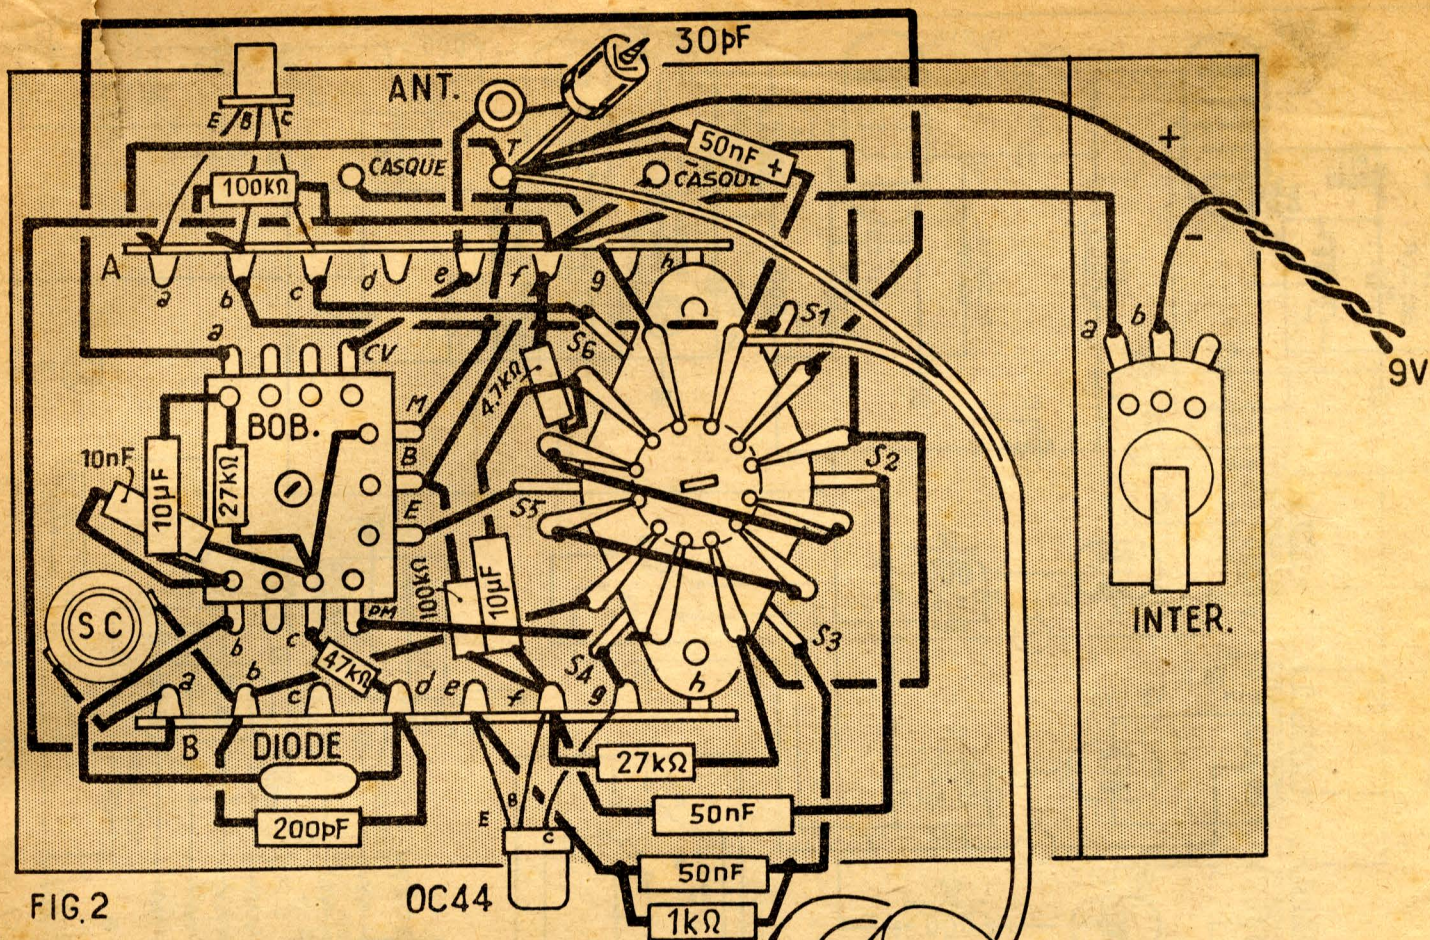 30pF
ANT.
E B C
T
CASQUE
50nF +
- CASQUE
+
-
100kΩ
A
a b c d e f g h
a
CV
S6
S1
a b
9V
4.7kΩ
M
BOB.
B
S2
10nF
10µF
27kΩ
E
S5
100kΩ
10µF
SC
PM
INTER.
b c
47kΩ
S4
S3
a b c d e f g h
B
DIODE
27kΩ
200pF
E B C
50nF
OC44
50nF
FIG.2
1kΩ